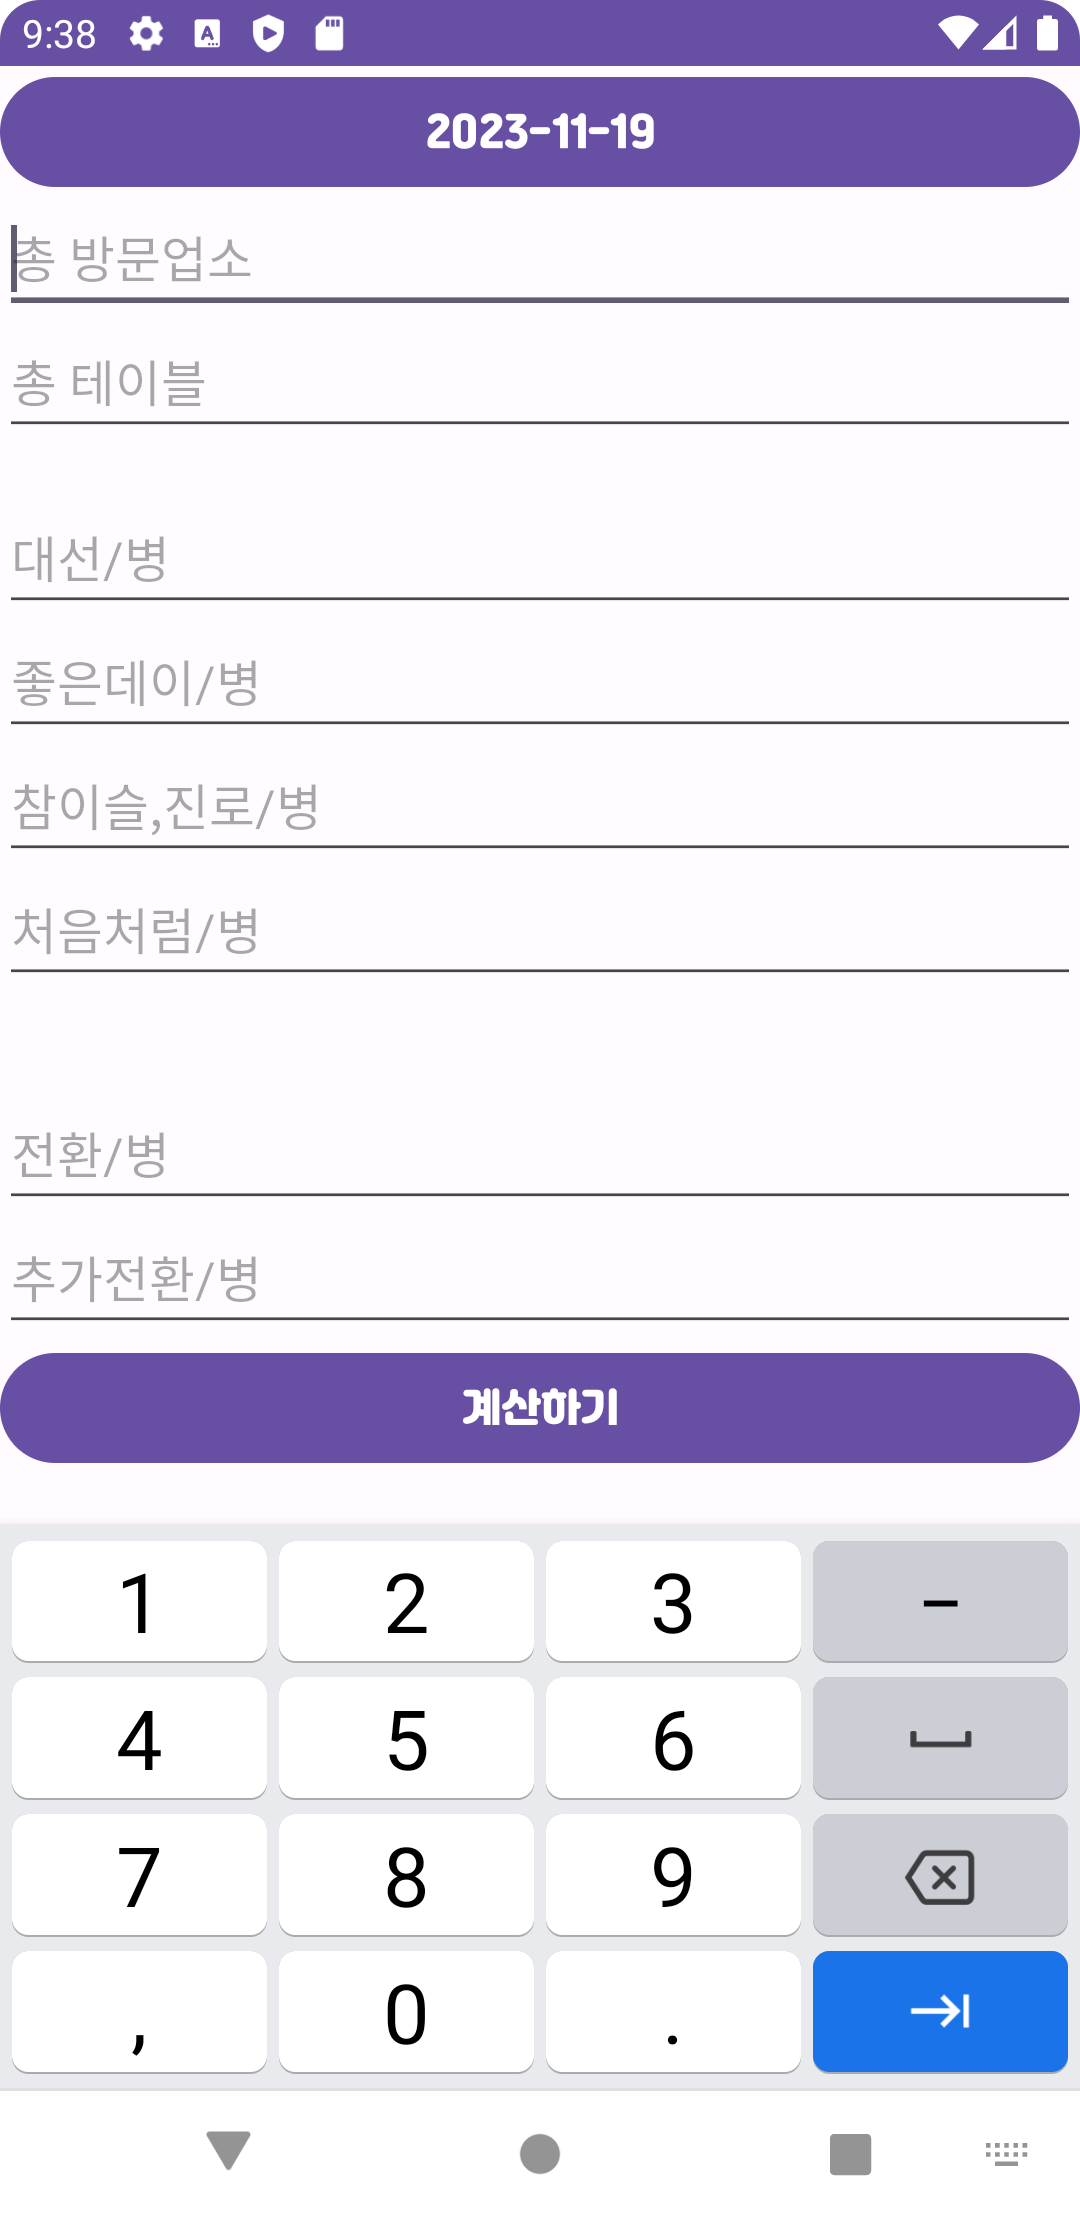 9:38
2023-11-19
총 방문업소
총 테이블
대선/병
좋은데이/병
참이슬,진로/병
처음처럼/병
전환/병
추가전환/병
계산하기
1 2 3 –
4 5 6
7 8 9
, 0 .